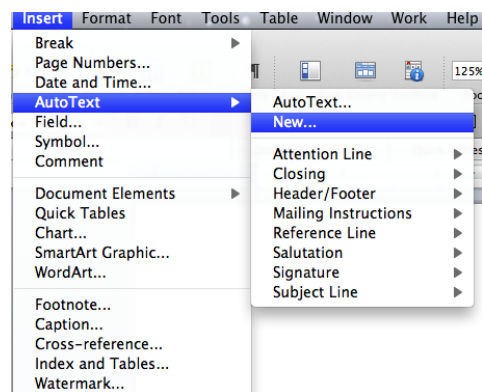 Insert Format Font Tools Table Window Work Help
Break
Page Numbers...
Date and Time...
AutoText
Field...
Symbol...
Comment
Document Elements
Quick Tables
Chart...
SmartArt Graphic...
WordArt...
Footnote...
Caption...
Cross-reference...
Index and Tables...
Watermark...
¶
125%
AutoText...
New...
Attention Line
Closing
Header/Footer
Mailing Instructions
Reference Line
Salutation
Signature
Subject Line